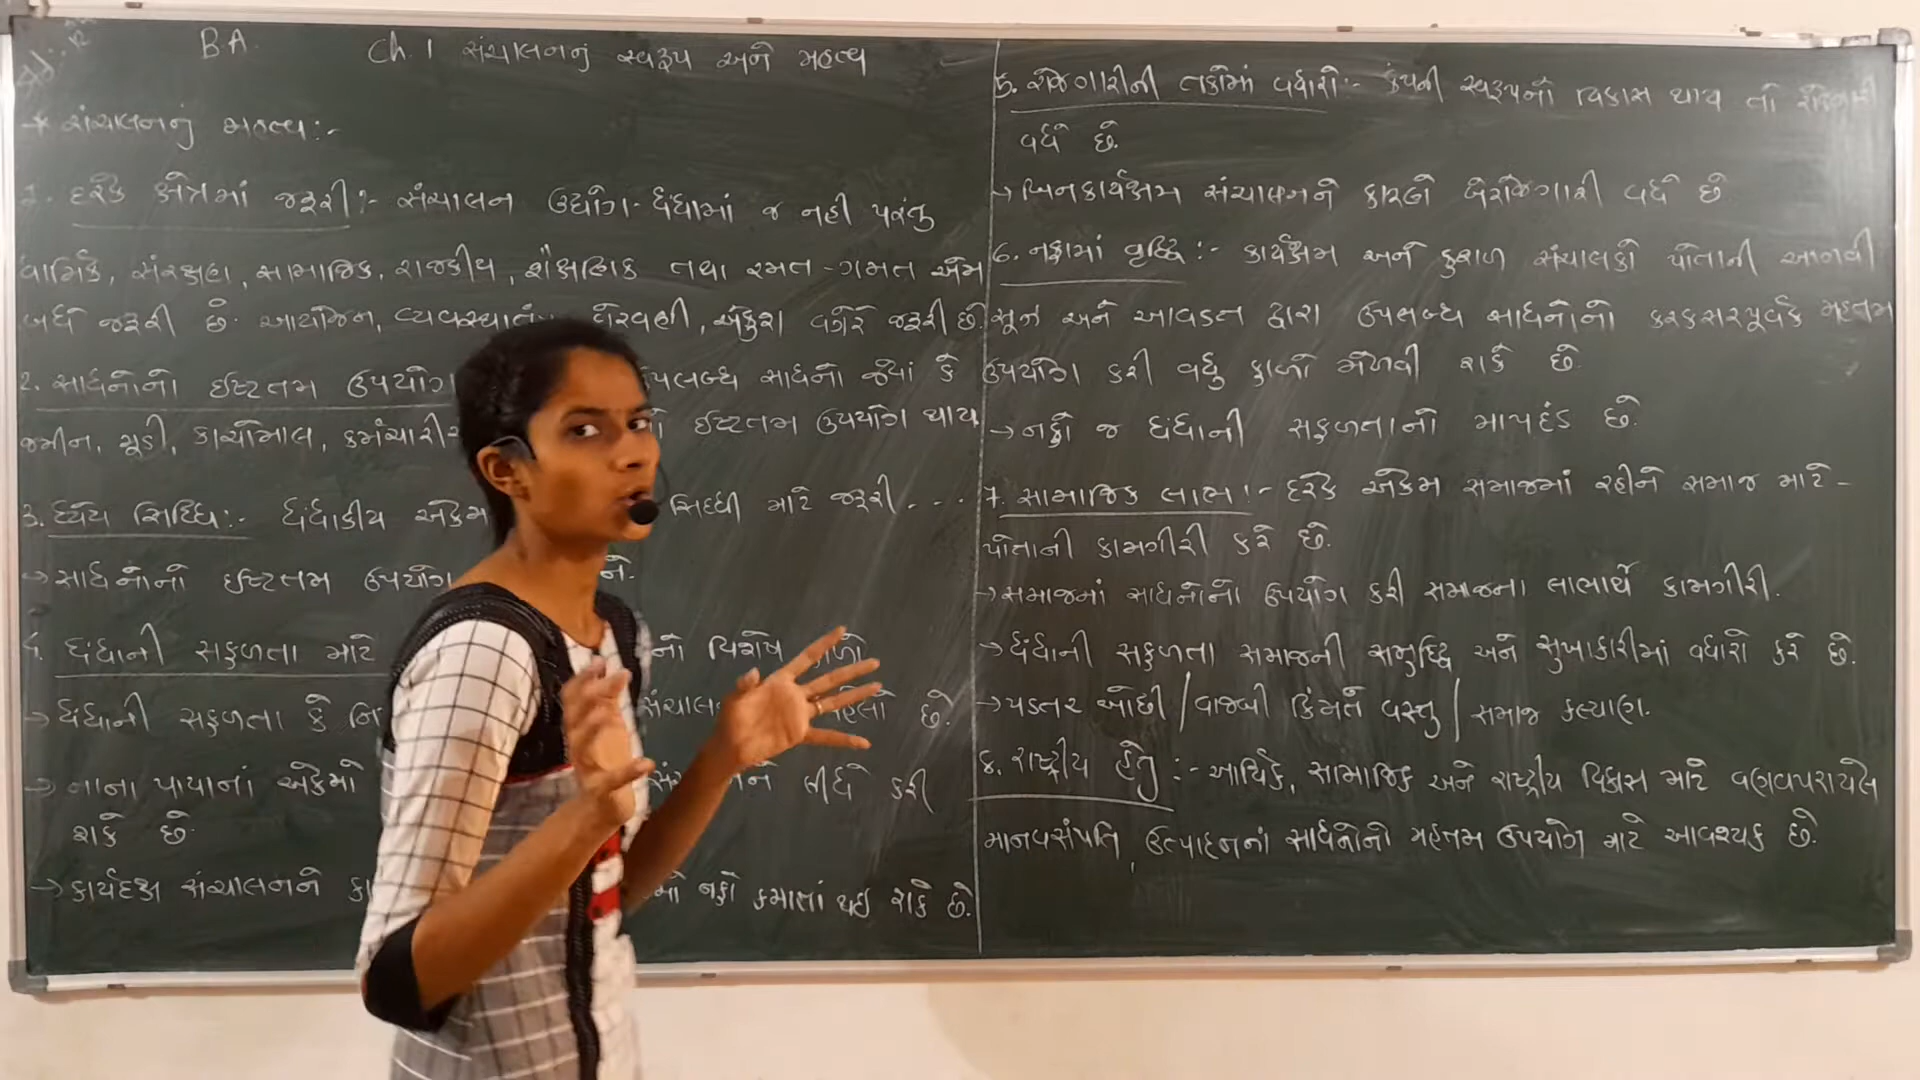 BA.
Ch.1 સંચાલનનું સ્વરૂપ અને મહત્વ
* સંચાલનનું મહત્વ :-
1. દરેક ક્ષેત્રમાં જરૂરી :- સંચાલન ઉદ્યોગ-ધંધામાં જ નહી પરંતુ
ધાર્મિક, સંરક્ષણ, સામાજિક, રાજકીય, શૈક્ષણિક તથા રમત-ગમત એમ
બધે જરૂરી છે. આયોજન, વ્યવસ્થાતંત્ર, દોરવણી, અંકુશ વગેરે જરૂરી છે.
2. સાધનોનો ઈષ્ટતમ ઉપયોગ ઉપલબ્ધ સાધનો જેમાં કે
જમીન, મૂડી, કાચોમાલ, કર્મચારી ઈષ્ટતમ ઉપયોગ થાય
3. ધ્યેય સિધ્ધિ :- ધંધાકીય એકમ સિધ્ધી માટે જરૂરી ....
→ સાધનોનો ઈષ્ટતમ ઉપયોગ ને.
4. ધંધાની સફળતા માટે નો વિશેષ ફાળો
→ ધંધાની સફળતા કે નિ સંચાલ છે.
→ નાના પાયાનાં એકમો ને લીધે કરી
શકે છે.
→ કાર્યદક્ષ સંચાલનને કા નફો કમાતાં થઈ શકે છે.
5. રોજગારીની તકોમાં વધારો :- કંપની સ્વરૂપનો વિકાસ થાય તો રોજગારી
વધે છે.
→ બિનકાર્યક્ષમ સંચાલનને કારણે બેરોજગારી વધે છે
6. નફામાં વૃધ્ધિ :- કાર્યક્ષમ અને કુશળ સંચાલકો પોતાની આગવી
સૂઝ અને આવડત દ્વારા ઉપલબ્ધ સાધનોનો કરકસરપૂર્વક મહત્તમ
ઉપયોગ કરી વધુ ફાળો મેળવી શકે છે
→ નફો જ ધંધાની સફળતાનો માપદંડ છે.
7. સામાજિક લાભ :- દરેક એકમ સમાજમાં રહીને સમાજ માટે -
પોતાની કામગીરી કરે છે.
→ સમાજનાં સાધનોનો ઉપયોગ કરી સમાજના લાભાર્થે કામગીરી.
→ ધંધાની સફળતા સમાજની સમૃધ્ધિ અને સુખાકારીમાં વધારો કરે છે.
→ પડતર ઓછી / વાજબી કિંમતે વસ્તુ / સમાજ કલ્યાણ.
8. રાષ્ટ્રીય હેતુ :- આર્થિક, સામાજિક અને રાષ્ટ્રીય વિકાસ માટે વણવપરાયેલ
માનવસંપતિ, ઉત્પાદનનાં સાધનોનો મહત્તમ ઉપયોગ માટે આવશ્યક છે.